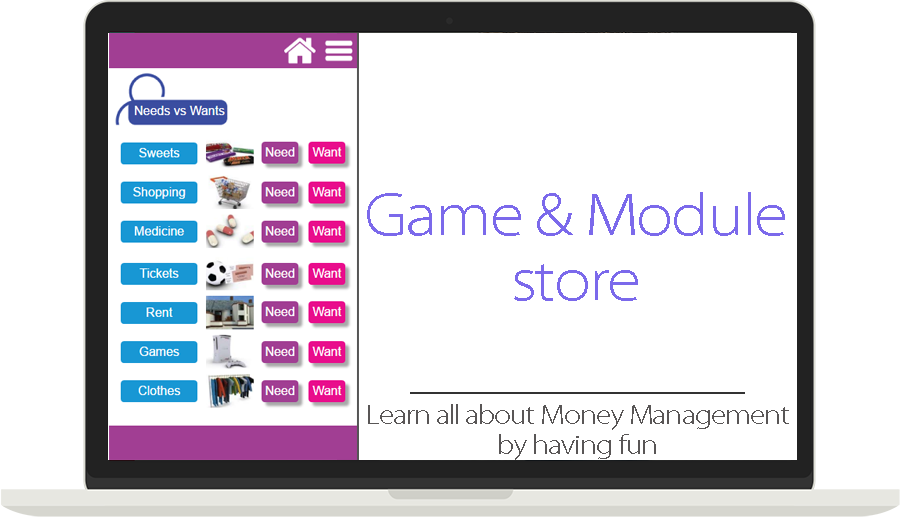 Needs vs Wants
Sweets Need Want
Shopping Need Want
Medicine Need Want
Tickets Need Want
Rent Need Want
Games Need Want
Clothes Need Want
Game & Module
store
Learn all about Money Management
by having fun